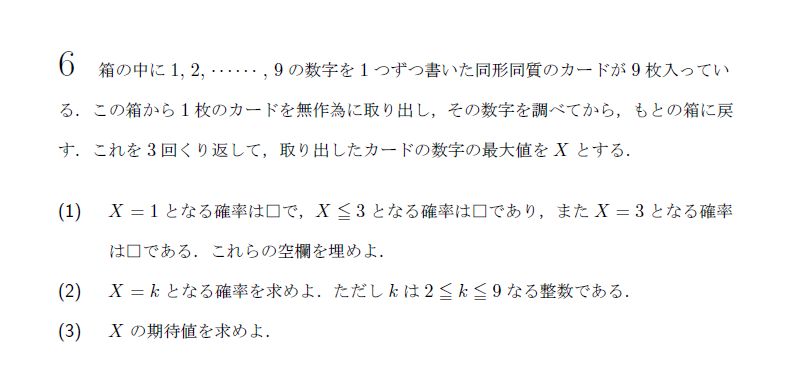 6 箱の中に 1, 2, ⋯⋯ , 9 の数字を 1 つずつ書いた同形同質のカードが 9 枚入ってい
る．この箱から 1 枚のカードを無作為に取り出し，その数字を調べてから，もとの箱に戻
す．これを 3 回くり返して，取り出したカードの数字の最大値を X とする．
(1) X = 1 となる確率は□で，X ≦ 3 となる確率は□であり，また X = 3 となる確率
は□である．これらの空欄を埋めよ．
(2) X = k となる確率を求めよ．ただし k は 2 ≦ k ≦ 9 なる整数である．
(3) X の期待値を求めよ．